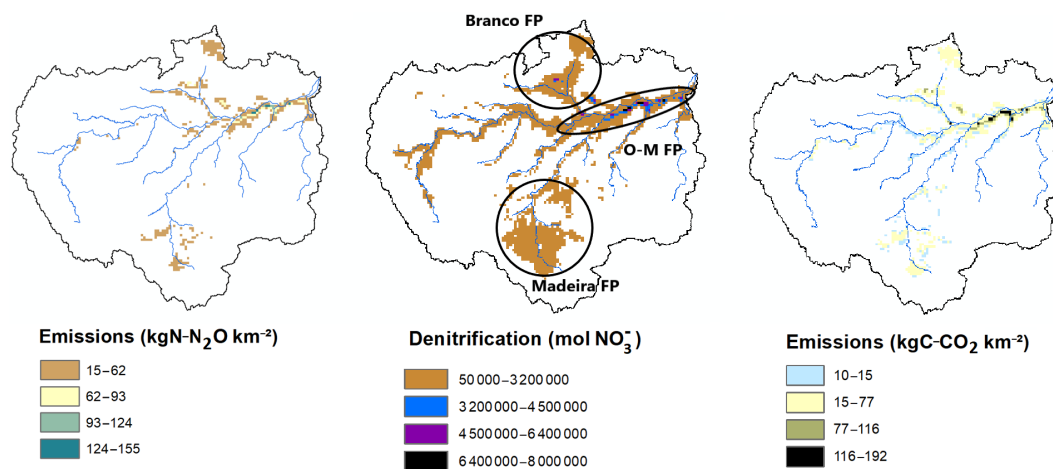 Branco FP
O-M FP
Madeira FP
Emissions (kgN-N₂O km⁻²)
15–62
62–93
93–124
124–155
Denitrification (mol NO₃⁻)
50 000–3 200 000
3 200 000–4 500 000
4 500 000–6 400 000
6 400 000–8 000 000
Emissions (kgC-CO₂ km⁻²)
10–15
15–77
77–116
116–192